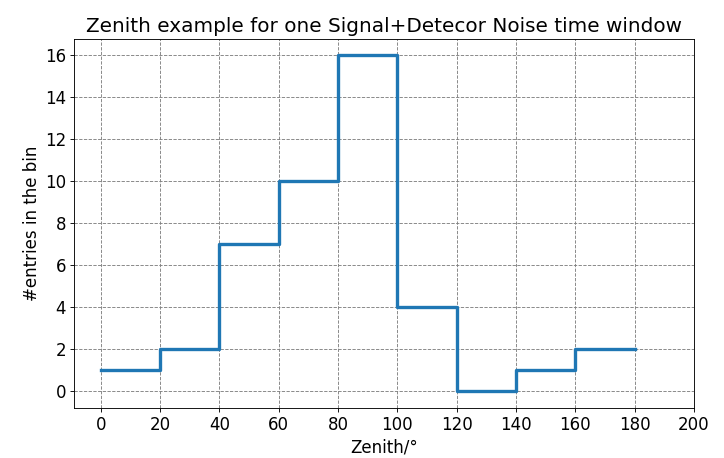 Zenith example for one Signal+Detecor Noise time window
16
14
12
10
8
6
4
2
0
#entries in the bin
0 20 40 60 80 100 120 140 160 180 200
Zenith/°